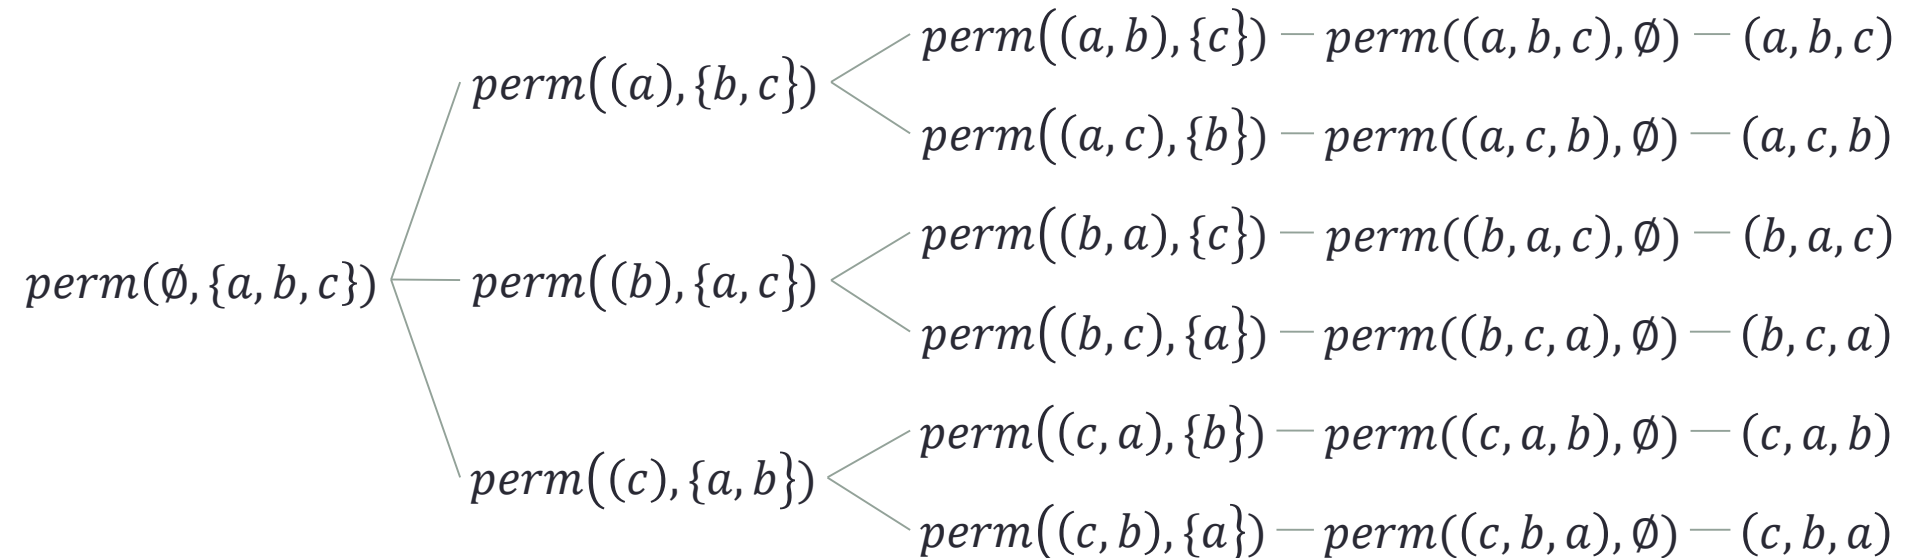 perm((a, b), {c}) — perm((a, b, c), ∅) — (a, b, c)
perm((a), {b, c})
perm((a, c), {b}) — perm((a, c, b), ∅) — (a, c, b)
perm((b, a), {c}) — perm((b, a, c), ∅) — (b, a, c)
perm(∅, {a, b, c})
perm((b), {a, c})
perm((b, c), {a}) — perm((b, c, a), ∅) — (b, c, a)
perm((c, a), {b}) — perm((c, a, b), ∅) — (c, a, b)
perm((c), {a, b})
perm((c, b), {a}) — perm((c, b, a), ∅) — (c, b, a)